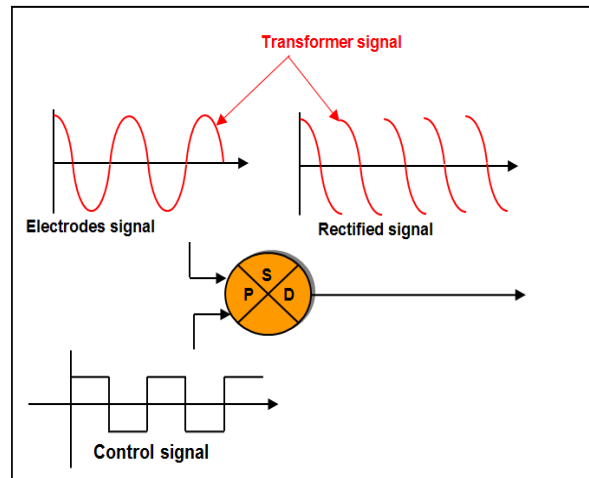 Transformer signal
Electrodes signal
Rectified signal
S
P D
Control signal